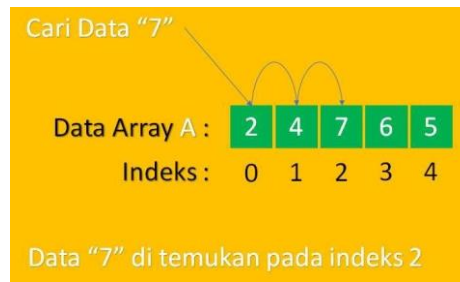 Cari Data “7”
Data Array A : 2 4 7 6 5
Indeks : 0 1 2 3 4
Data “7” di temukan pada indeks 2